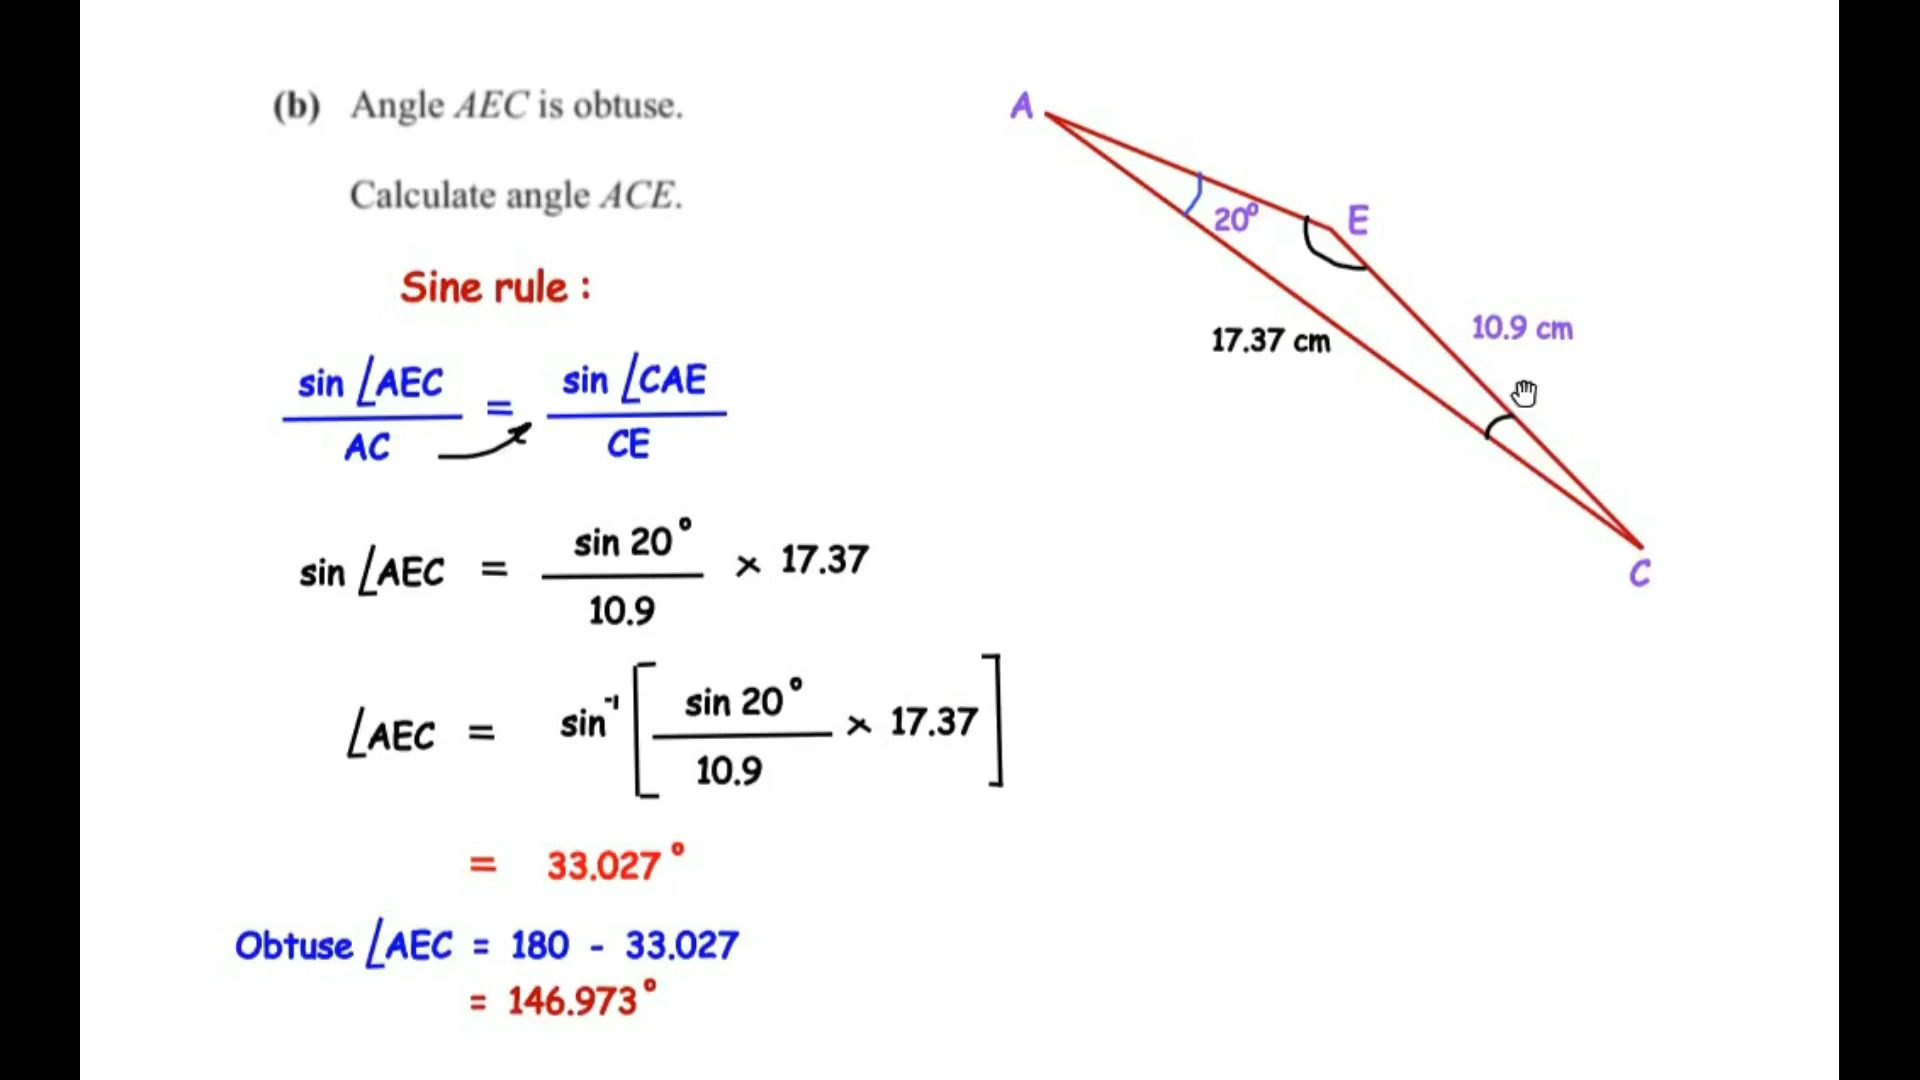 (b) Angle AEC is obtuse.
Calculate angle ACE.
Sine rule :
sin ∠AEC / AC = sin ∠CAE / CE
sin ∠AEC = sin 20° / 10.9 × 17.37
∠AEC = sin⁻¹ [ sin 20° / 10.9 × 17.37 ]
= 33.027°
Obtuse ∠AEC = 180 - 33.027
= 146.973°
A
20°
E
17.37 cm
10.9 cm
C